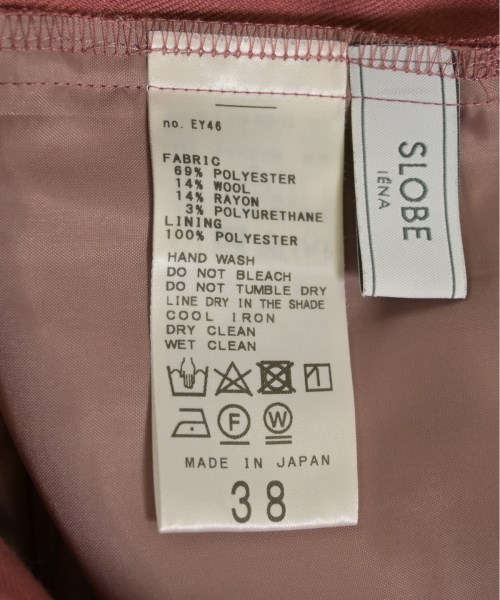 no. EY46
FABRIC
69% POLYESTER
14% WOOL
14% RAYON
3% POLYURETHANE
LINING
100% POLYESTER
HAND WASH
DO NOT BLEACH
DO NOT TUMBLE DRY
LINE DRY IN THE SHADE
COOL IRON
DRY CLEAN
WET CLEAN
F W
MADE IN JAPAN
38
SLOBE
IÉNA